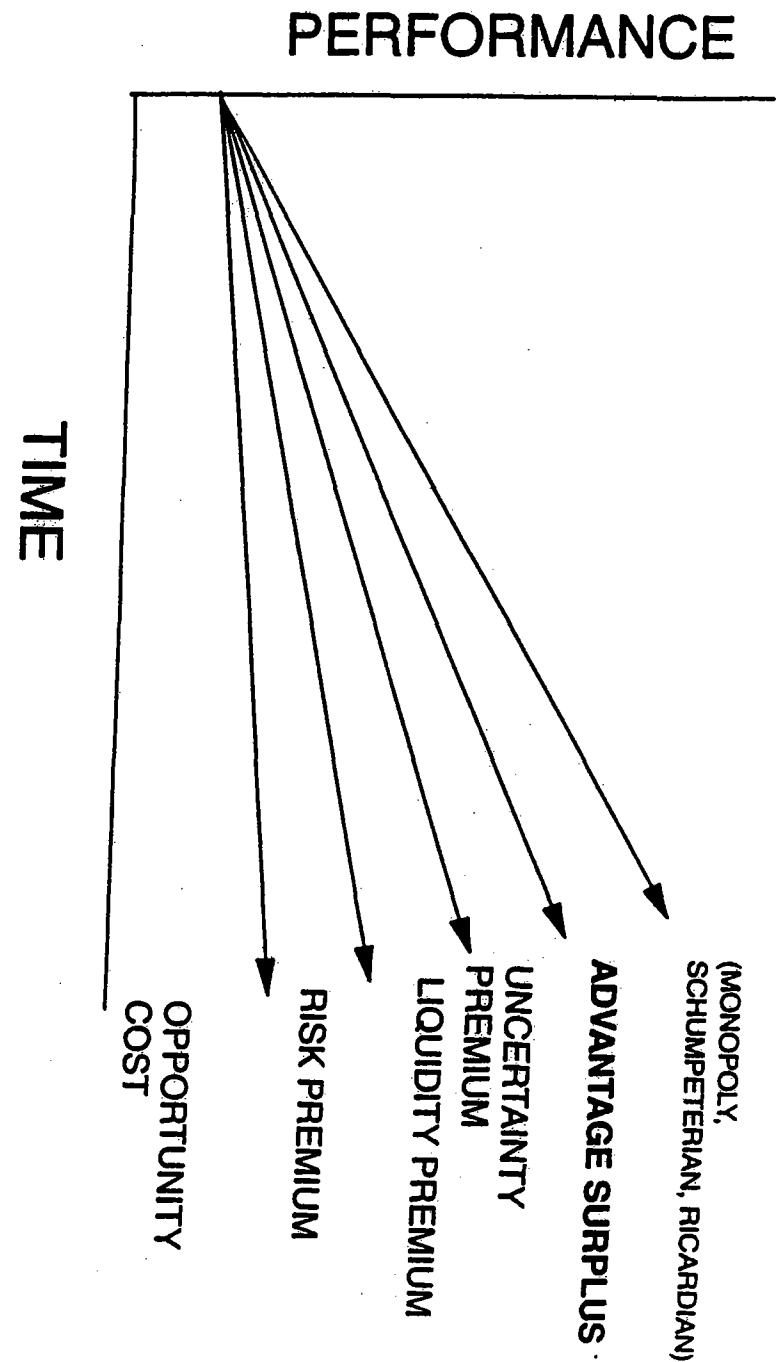 PERFORMANCE
(MONOPOLY,
SCHUMPETERIAN, RICARDIAN)
ADVANTAGE SURPLUS
UNCERTAINTY
PREMIUM
LIQUIDITY PREMIUM
RISK PREMIUM
OPPORTUNITY
COST
TIME